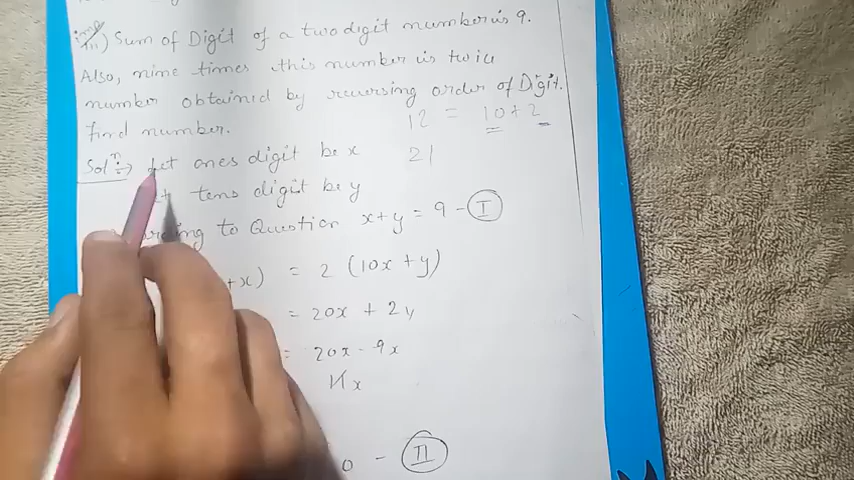 iii) Sum of Digit of a two digit number is 9.
Also, nine times this number is twice
number obtained by reversing order of Digit.
find number.
12 = 10+2
21
Solⁿ :→ let ones digit be x
tens digit be y
to Question x+y = 9 - I
+x) = 2 (10x+y)
= 20x + 2y
= 20x - 9x
11x
0 - II